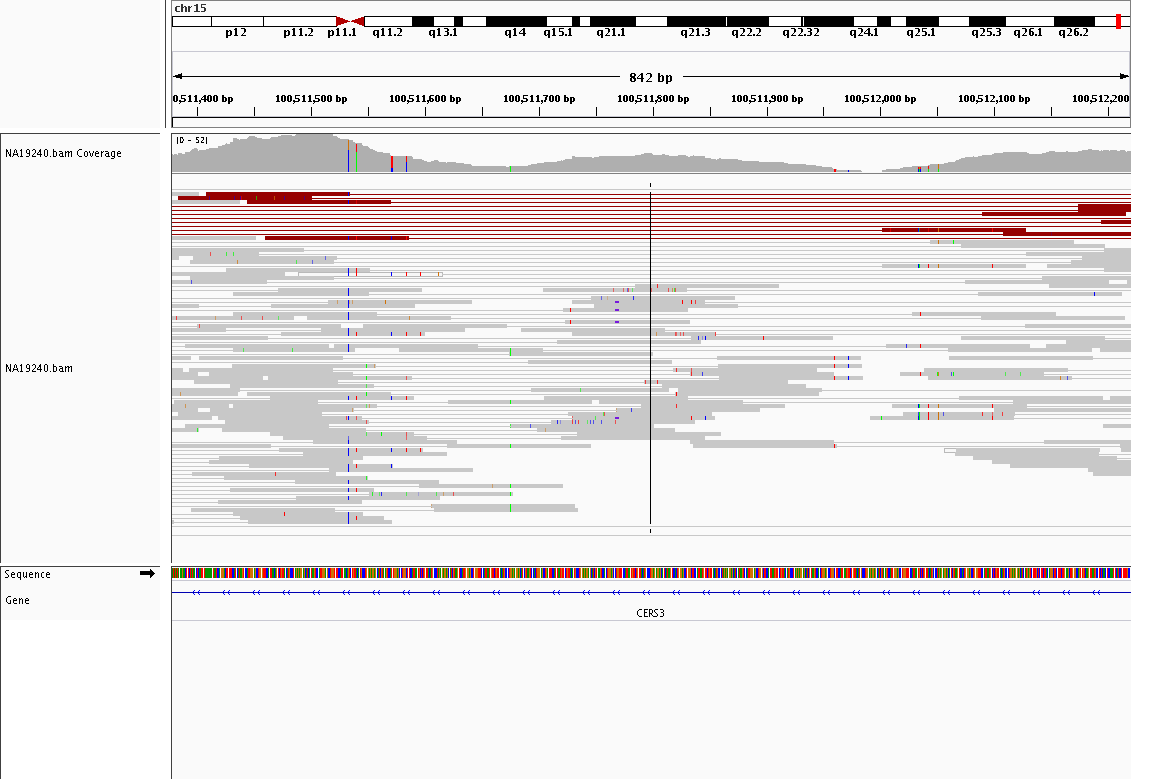 chr15
p12 p11.2 p11.1 q11.2 q13.1 q14 q15.1 q21.1 q21.3 q22.2 q22.32 q24.1 q25.1 q25.3 q26.1 q26.2
842 bp
0,511,400 bp 100,511,500 bp 100,511,600 bp 100,511,700 bp 100,511,800 bp 100,511,900 bp 100,512,000 bp 100,512,100 bp 100,512,200
[0 - 52]
NA19240.bam Coverage
NA19240.bam
Sequence
Gene
CERS3